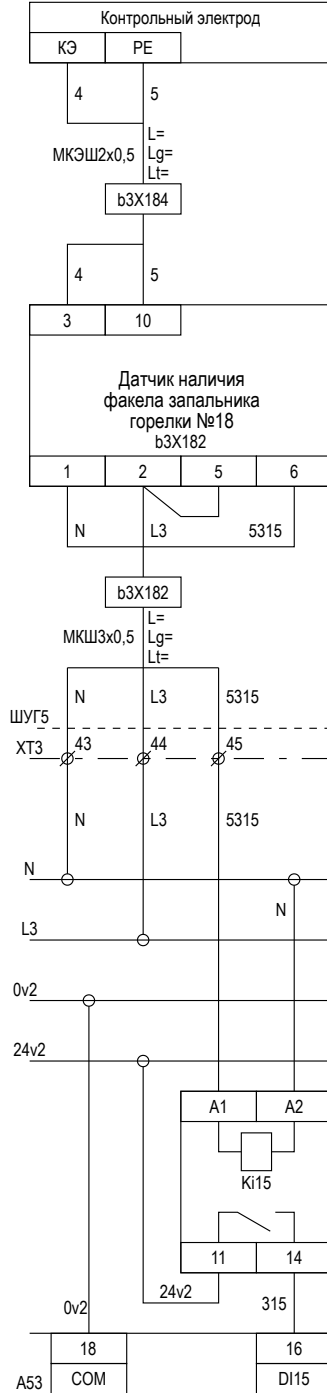 Контрольный электрод
КЭ PE
4 5
МКЭШ2х0,5
L=
Lg=
Lt=
b3X184
4 5
3 10
Датчик наличия
факела запальника
горелки №18
b3X182
1 2 5 6
N L3 5315
b3X182
МКШ3х0,5
L=
Lg=
Lt=
N L3 5315
ШУГ5
ХТ3 43 44 45
N L3 5315
N
N
L3
0v2
24v2
A1 A2
Ki15
11 14
24v2
0v2 315
18 16
A53 COM DI15